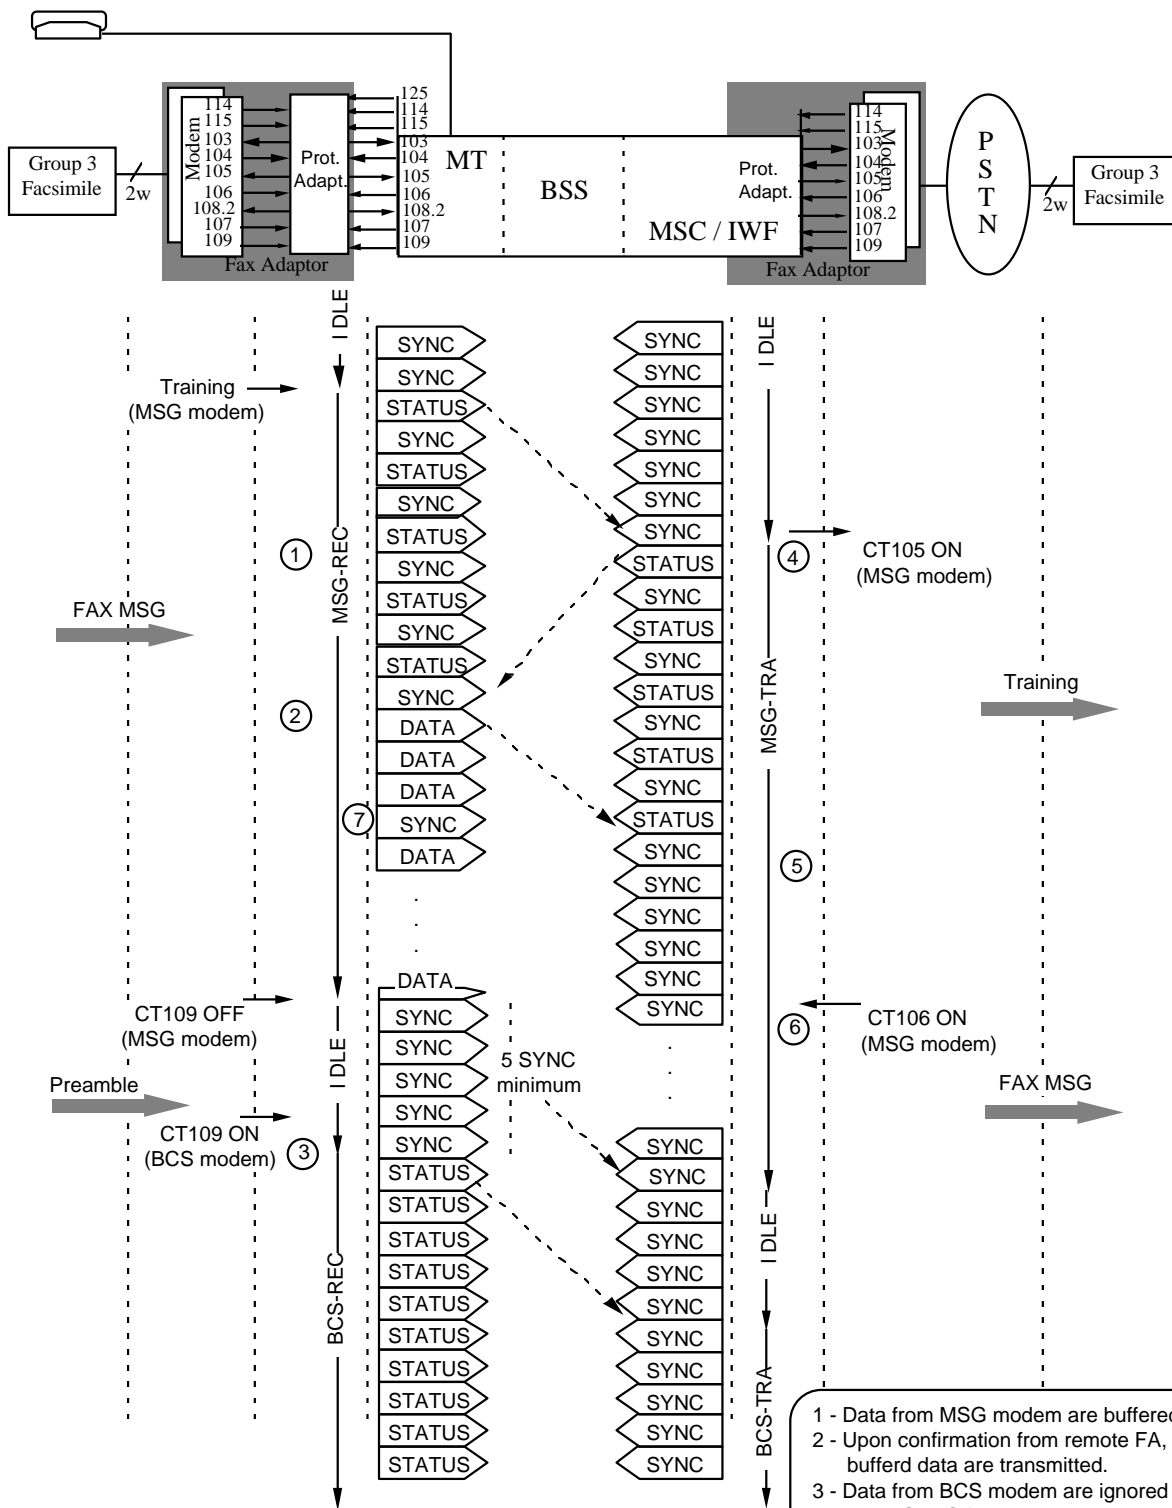 125
114
114
114
115
115
115
103
103
103
104
104
104
105
105
105
106
106
106
108.2
108.2
108.2
107
107
107
109
109
109
Modem
Prot.
Adapt.
MT
BSS
Prot.
Adapt.
MSC / IWF
Modem
P
S
T
N
Group 3
Facsimile
2w
2w
Group 3
Facsimile
Fax Adaptor
Fax Adaptor
I DLE
I DLE
SYNC
SYNC
SYNC
SYNC
Training
(MSG modem)
STATUS
SYNC
SYNC
SYNC
STATUS
SYNC
SYNC
SYNC
STATUS
SYNC
1
MSG-REC
4
CT105 ON
(MSG modem)
SYNC
STATUS
STATUS
SYNC
FAX MSG
SYNC
STATUS
STATUS
SYNC
SYNC
STATUS
MSG-TRA
Training
2
DATA
SYNC
DATA
STATUS
DATA
SYNC
7
SYNC
STATUS
DATA
SYNC
5
SYNC
.
.
.
SYNC
SYNC
DATA
SYNC
CT109 OFF
(MSG modem)
SYNC
SYNC
6
CT106 ON
(MSG modem)
SYNC
I DLE
5 SYNC
minimum
.
.
.
SYNC
Preamble
FAX MSG
SYNC
CT109 ON
(BCS modem)
3
SYNC
SYNC
STATUS
SYNC
STATUS
SYNC
I DLE
STATUS
SYNC
STATUS
SYNC
BCS-REC
STATUS
SYNC
STATUS
SYNC
STATUS
SYNC
BCS-TRA
STATUS
SYNC
STATUS
SYNC
STATUS
SYNC
1 - Data from MSG modem are buffered
2 - Upon confirmation from remote FA,
bufferd data are transmitted.
3 - Data from BCS modem are ignored